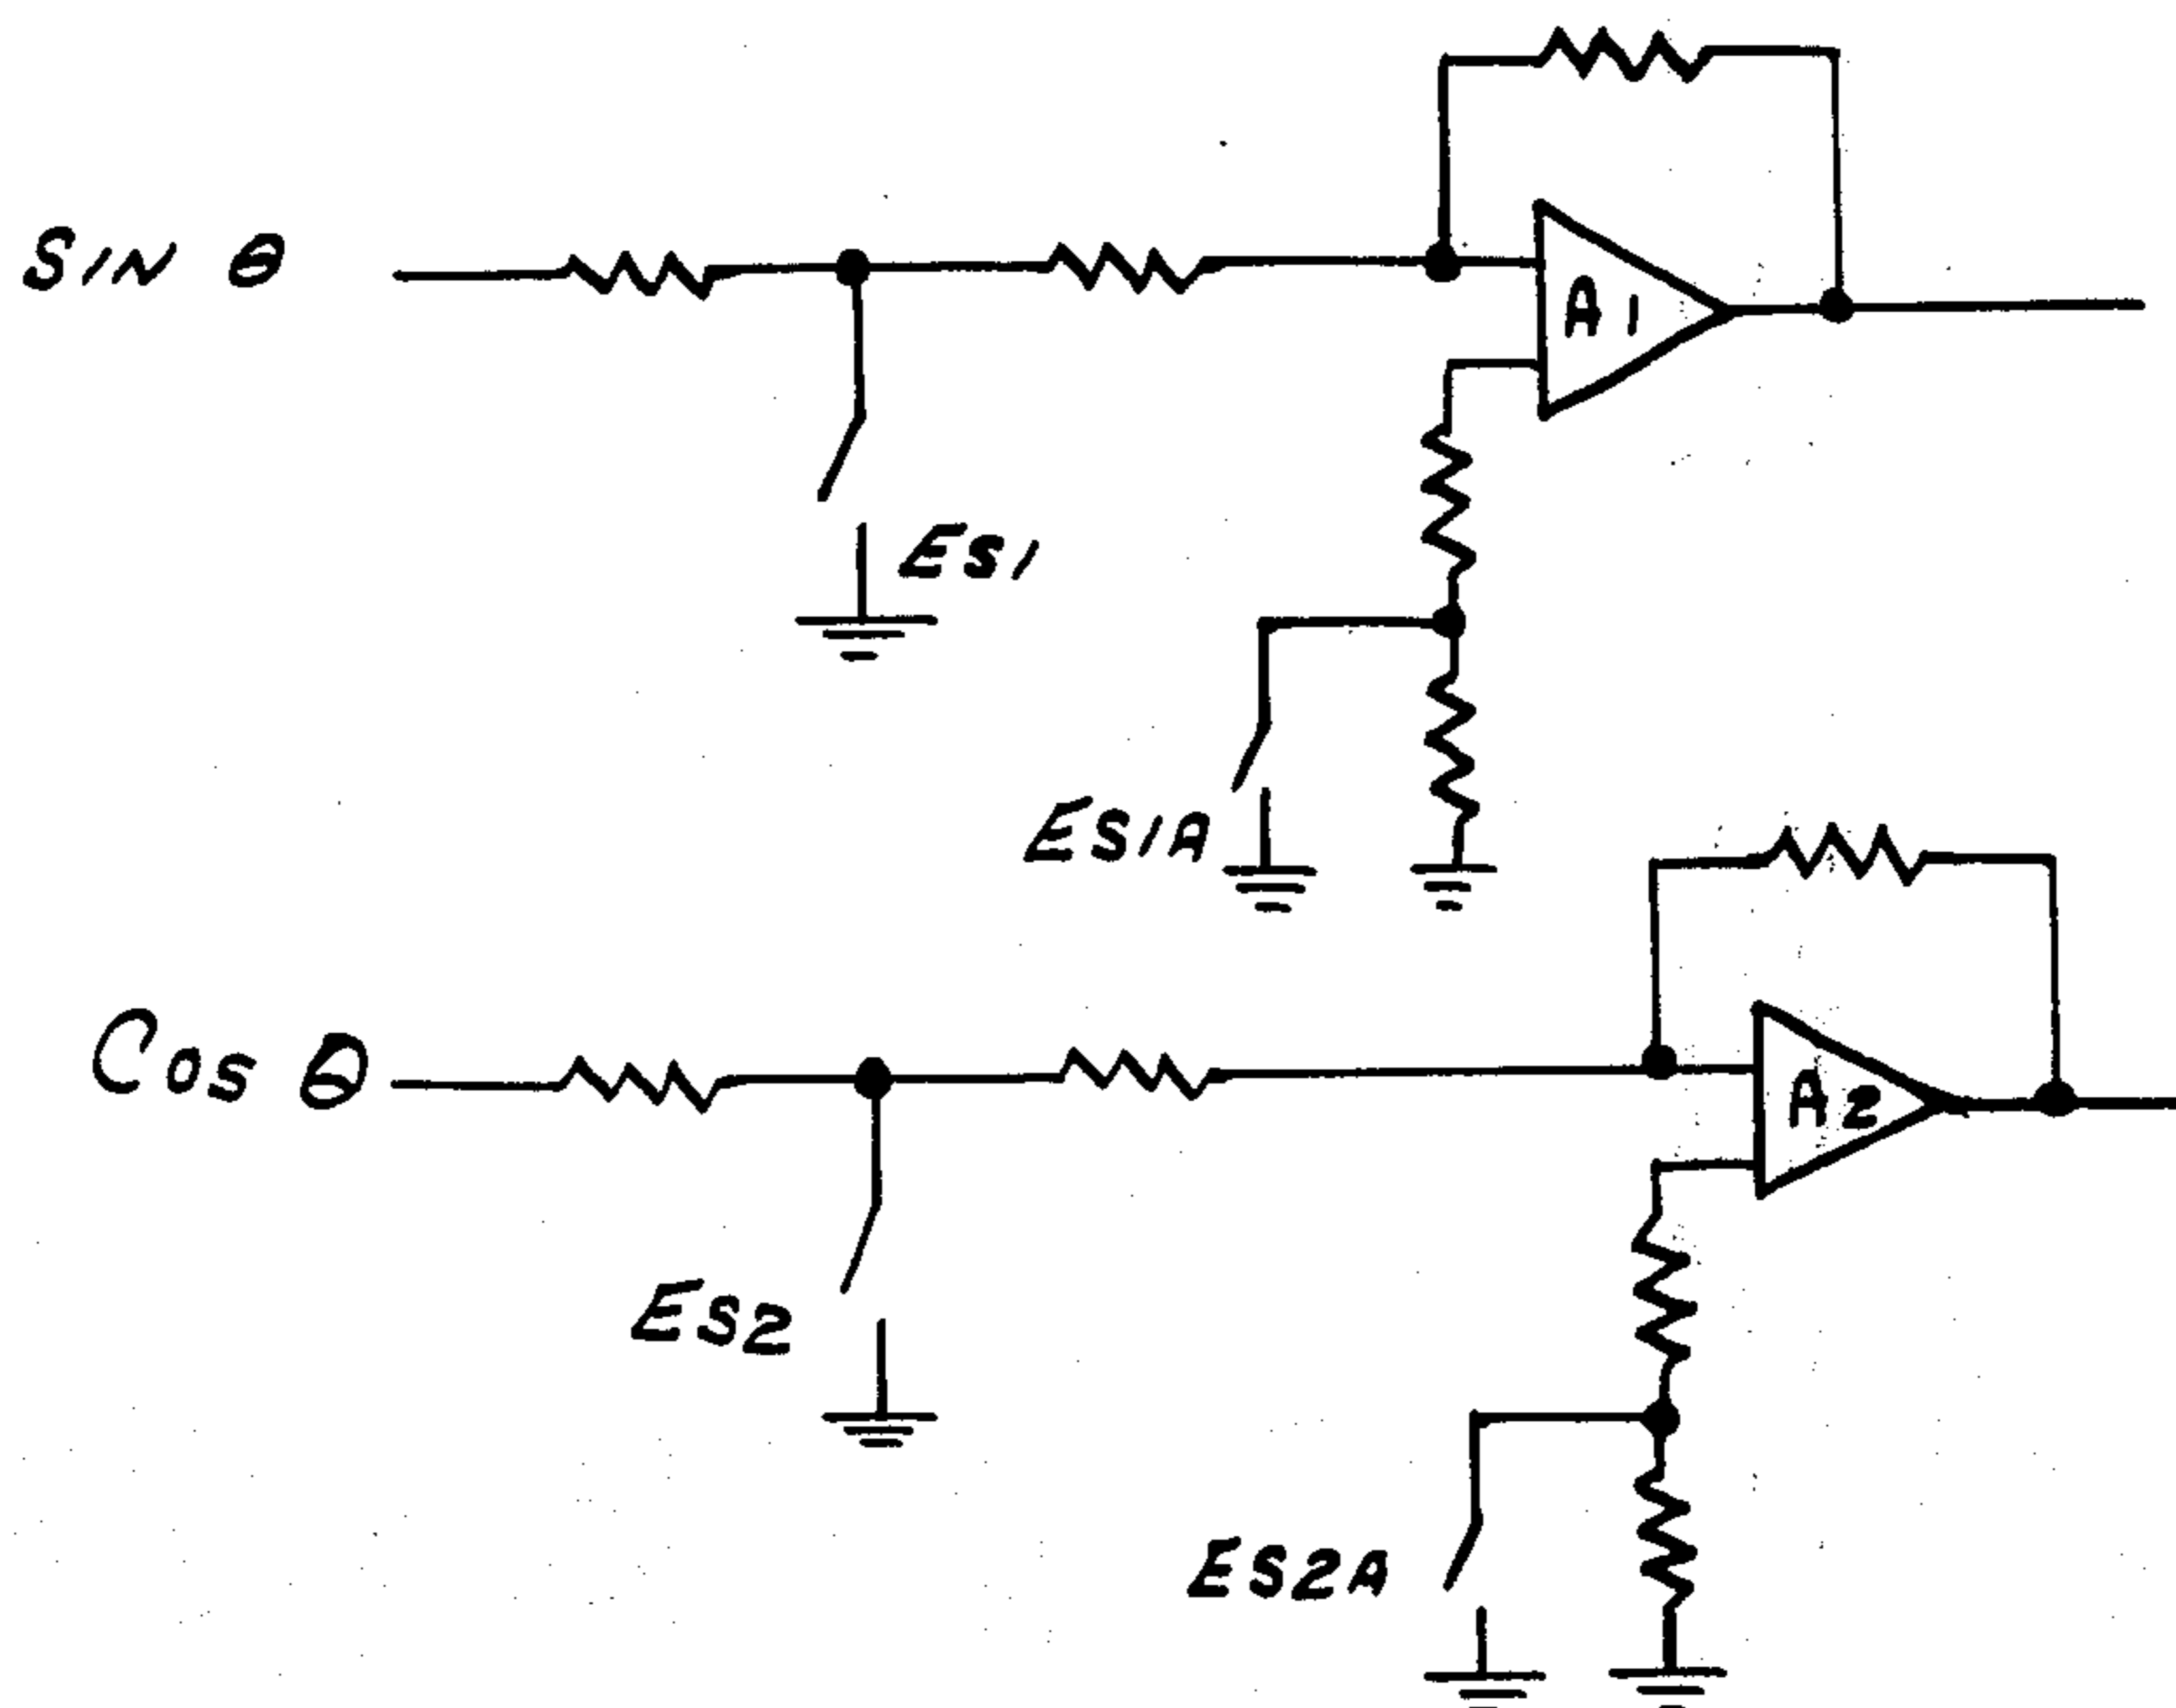 SIN θ
A1
ES1
ES1A
Cos θ
A2
ES2
ES2A